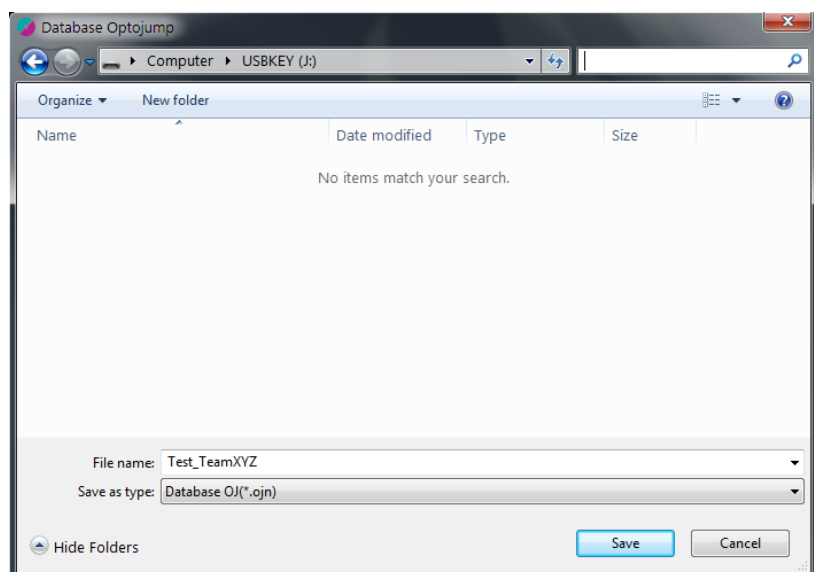 Database Optojump
Computer USBKEY (J:)
Organize New folder
Name Date modified Type Size
No items match your search.
File name: Test_TeamXYZ
Save as type: Database OJ(*.ojn)
Hide Folders Save Cancel